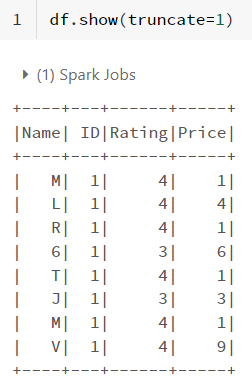 1 df.show(truncate=1)
(1) Spark Jobs
+----+---+------+-----+
|Name| ID|Rating|Price|
+----+---+------+-----+
|   M|  1|     4|    1|
|   L|  1|     4|    4|
|   R|  1|     4|    1|
|   6|  1|     3|    6|
|   T|  1|     4|    1|
|   J|  1|     3|    3|
|   M|  1|     4|    1|
|   V|  1|     4|    9|
+----+---+------+-----+